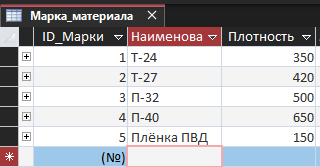 Марка_материала
ID_Марки Наименова Плотность
1 Т-24 350
2 Т-27 420
3 П-32 500
4 П-40 650
5 Плёнка ПВД 150
(№)